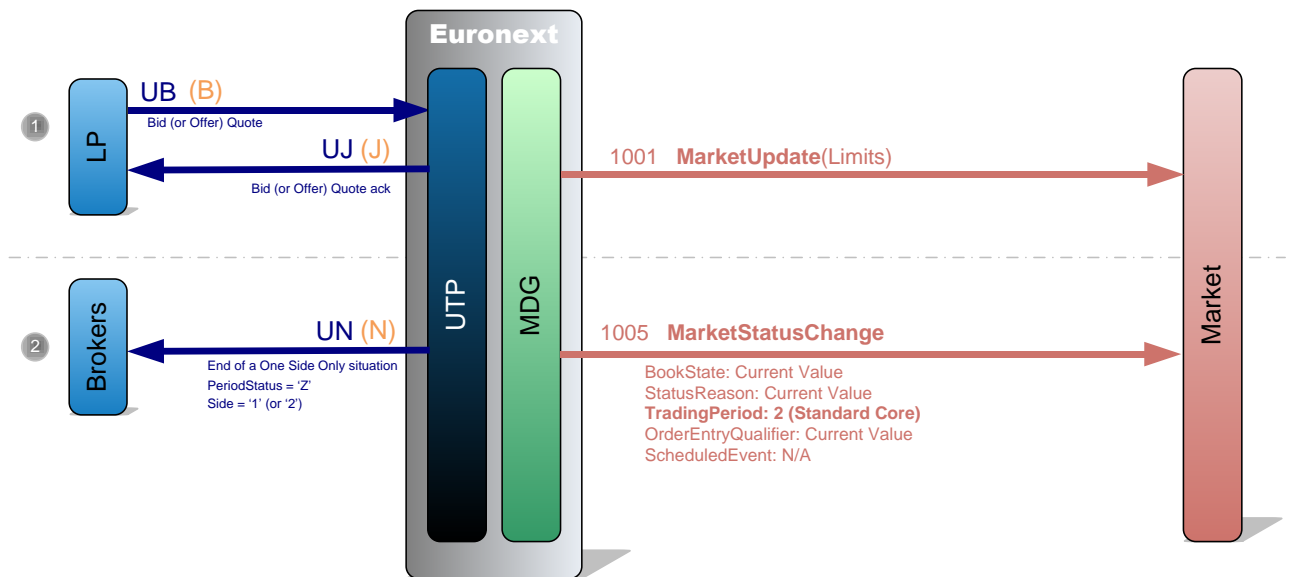 Euronext
1
LP
UB (B)
Bid (or Offer) Quote
UJ (J)
Bid (or Offer) Quote ack
UTP
MDG
1001 MarketUpdate(Limits)
Market
2
Brokers
UN (N)
End of a One Side Only situation
PeriodStatus = ‘Z’
Side = ‘1’ (or ‘2’)
1005 MarketStatusChange
BookState: Current Value
StatusReason: Current Value
TradingPeriod: 2 (Standard Core)
OrderEntryQualifier: Current Value
ScheduledEvent: N/A